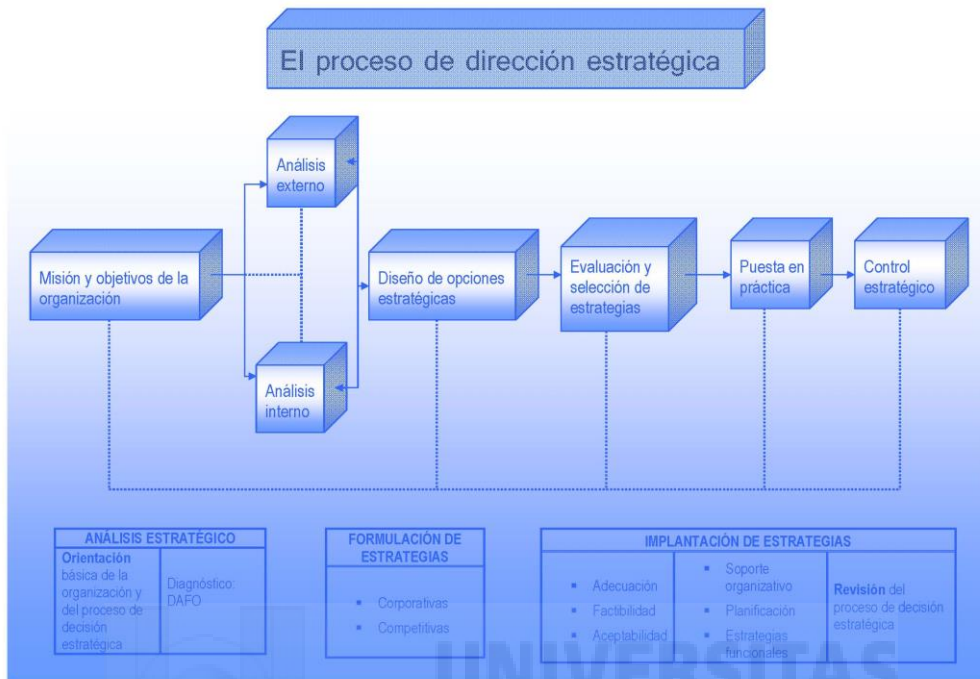 El proceso de dirección estratégica
Análisis
externo
Misión y objetivos de la
organización
Diseño de opciones
estratégicas
Evaluación y
selección de
estrategias
Puesta en
práctica
Control
estratégico
Análisis
interno
ANÁLISIS ESTRATÉGICO
Orientación
básica de la
organización y
del proceso de
decisión
estratégica
Diagnóstico:
DAFO
FORMULACIÓN DE
ESTRATEGIAS
▪ Corporativas
▪ Competitivas
IMPLANTACIÓN DE ESTRATEGIAS
▪ Adecuación
▪ Factibilidad
▪ Aceptabilidad
▪ Soporte
organizativo
▪ Planificación
▪ Estrategias
funcionales
Revisión del
proceso de decisión
estratégica
UNIVERSITAS